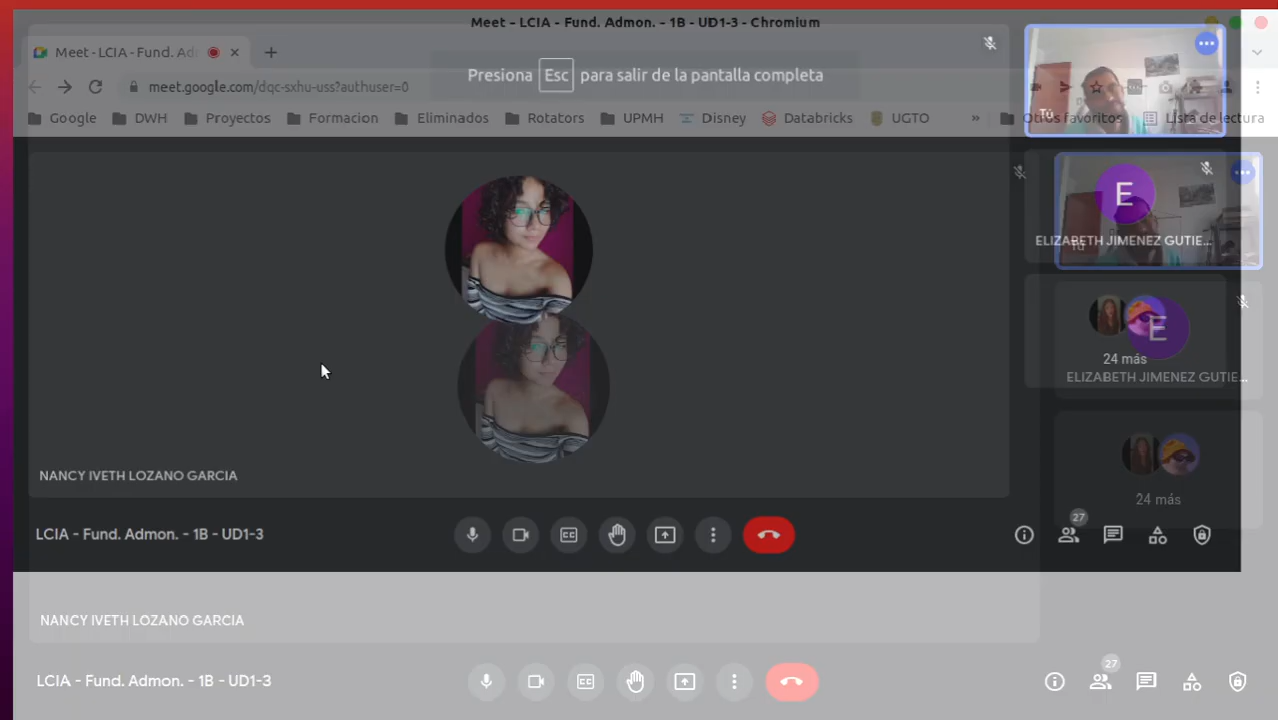 Meet - LCIA - Fund. Admon. - 1B - UD1-3 - Chromium
Meet - LCIA - Fund. Ad
Presiona Esc para salir de la pantalla completa
meet.google.com/dqc-sxhu-uss?authuser=0
Google DWH Proyectos Formacion Eliminados Rotators UPMH Disney Databricks UGTO » Otros favoritos Lista de lectura
Tú
E
ELIZABETH JIMENEZ GUTIE...
Tú
24 más
E
ELIZABETH JIMENEZ GUTIE...
24 más
NANCY IVETH LOZANO GARCIA
LCIA - Fund. Admon. - 1B - UD1-3
27
NANCY IVETH LOZANO GARCIA
LCIA - Fund. Admon. - 1B - UD1-3
27